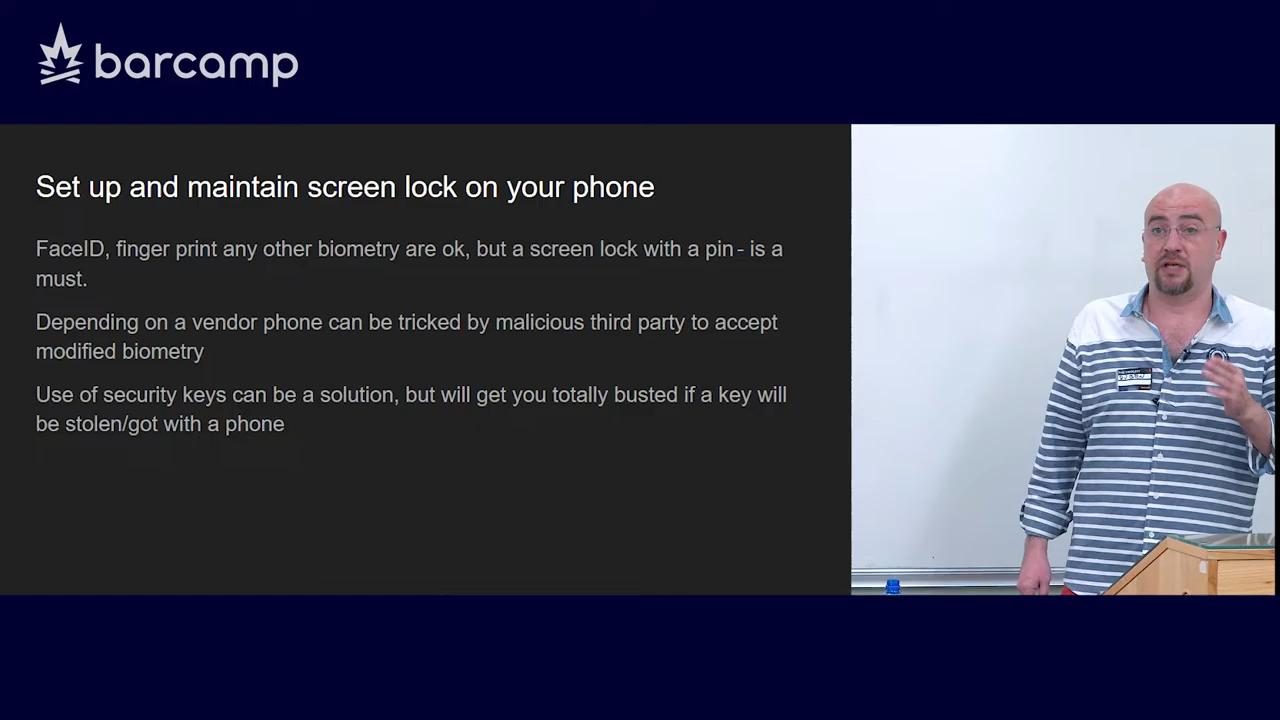 barcamp
Set up and maintain screen lock on your phone
FaceID, finger print any other biometry are ok, but a screen lock with a pin - is a
must.
Depending on a vendor phone can be tricked by malicious third party to accept
modified biometry
Use of security keys can be a solution, but will get you totally busted if a key will
be stolen/got with a phone